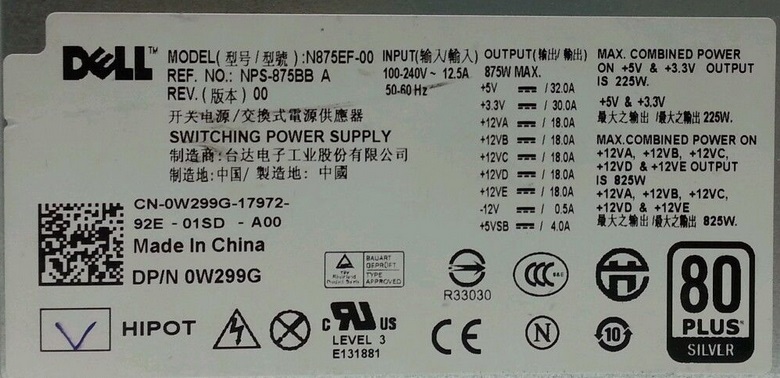 DELL™
MODEL(型号/型號):N875EF-00
REF. NO.: NPS-875BB A
REV.(版本) 00
开关电源/交換式電源供應器
SWITCHING POWER SUPPLY
制造商:台达电子工业股份有限公司
制造地:中国/ 製造地: 中國
INPUT(输入/輸入)
100-240V~ 12.5A
50-60Hz
OUTPUT(输出/輸出)
875W MAX.
+5V / 32.0A
+3.3V / 30.0A
+12VA / 18.0A
+12VB / 18.0A
+12VC / 18.0A
+12VD / 18.0A
+12VE / 18.0A
-12V / 0.5A
+5VSB / 4.0A
MAX. COMBINED POWER
ON +5V & +3.3V OUTPUT
IS 225W.
+5V & +3.3V
最大之输出/最大之輸出225W.
MAX.COMBINED POWER ON
+12VA, +12VB, +12VC,
+12VD & +12VE OUTPUT
IS 825W
+12VA, +12VB, +12VC,
+12VD & +12VE
最大之输出/最大之輸出 825W.
CN-0W299G-17972-
92E - 01SD - A00
Made In China
DP/N 0W299G
BAUART
GEPRÜFT
TYPE
APPROVED
R33030
CCC
S&E
80
PLUS®
SILVER
HIPOT
C UR US
LEVEL 3
E131881
CE
N
10